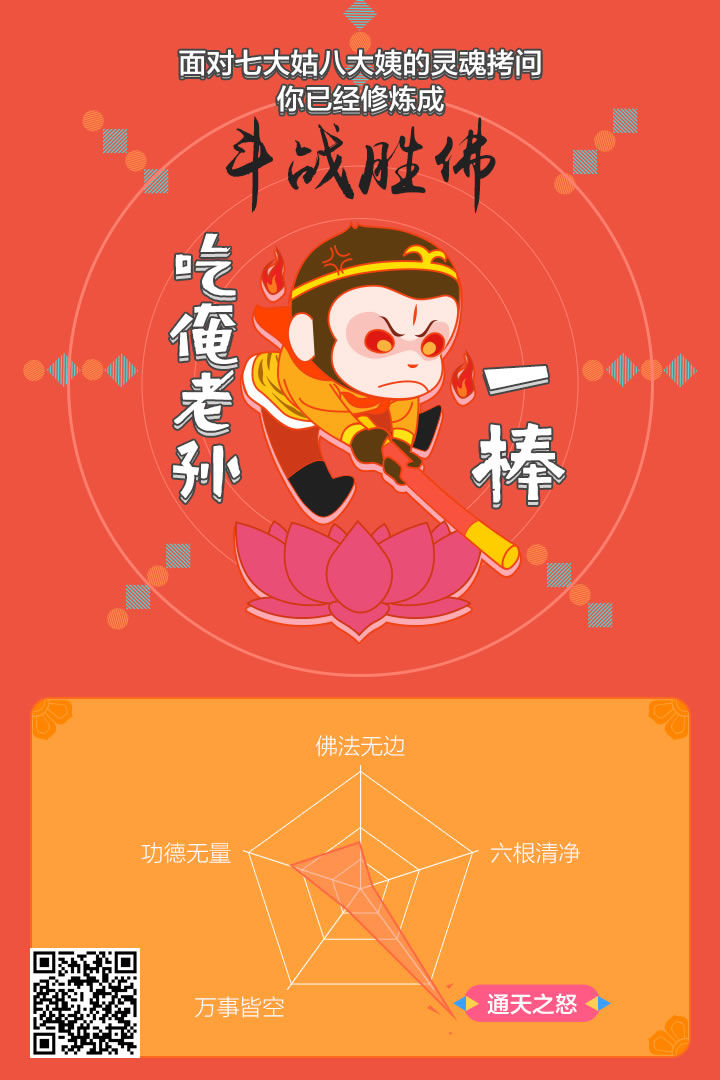 面对七大姑八大姨的灵魂拷问
你已经修炼成
斗战胜佛
吃俺老孙
一棒
佛法无边
功德无量
六根清净
万事皆空
通天之怒